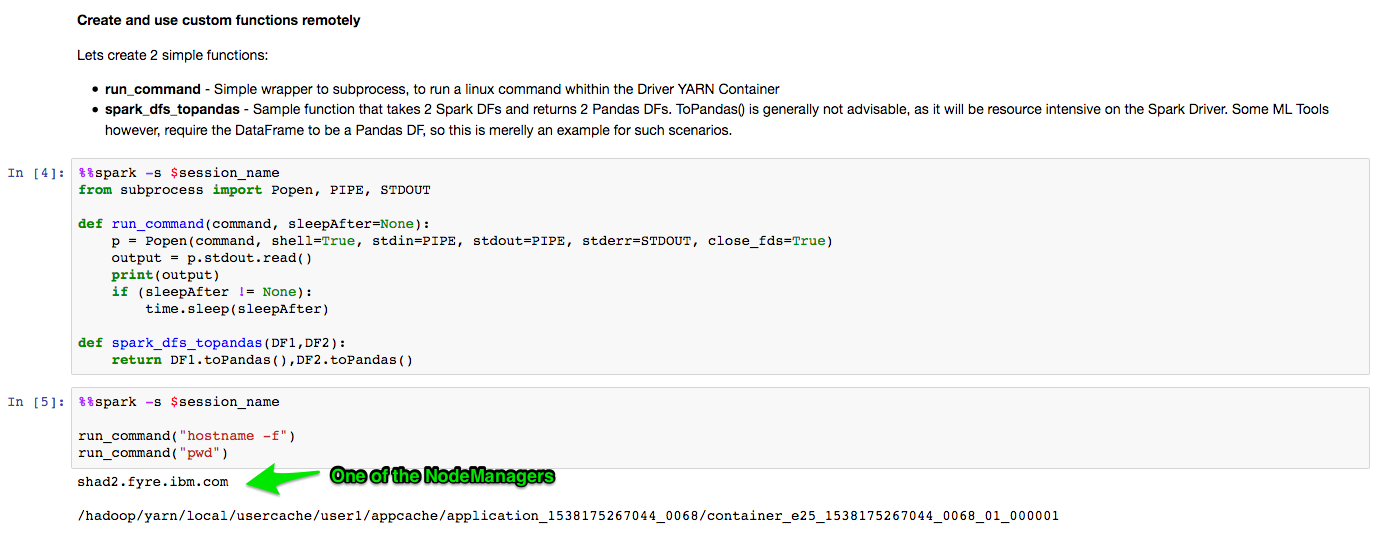 Create and use custom functions remotely
Lets create 2 simple functions:
• run_command - Simple wrapper to subprocess, to run a linux command whithin the Driver YARN Container
• spark_dfs_topandas - Sample function that takes 2 Spark DFs and returns 2 Pandas DFs. ToPandas() is generally not advisable, as it will be resource intensive on the Spark Driver. Some ML Tools
however, require the DataFrame to be a Pandas DF, so this is merelly an example for such scenarios.
In [4]: %%spark -s $session_name
from subprocess import Popen, PIPE, STDOUT
def run_command(command, sleepAfter=None):
    p = Popen(command, shell=True, stdin=PIPE, stdout=PIPE, stderr=STDOUT, close_fds=True)
    output = p.stdout.read()
    print(output)
    if (sleepAfter != None):
        time.sleep(sleepAfter)
def spark_dfs_topandas(DF1,DF2):
    return DF1.toPandas(),DF2.toPandas()
In [5]: %%spark -s $session_name
run_command("hostname -f")
run_command("pwd")
shad2.fyre.ibm.com One of the NodeManagers
/hadoop/yarn/local/usercache/user1/appcache/application_1538175267044_0068/container_e25_1538175267044_0068_01_000001